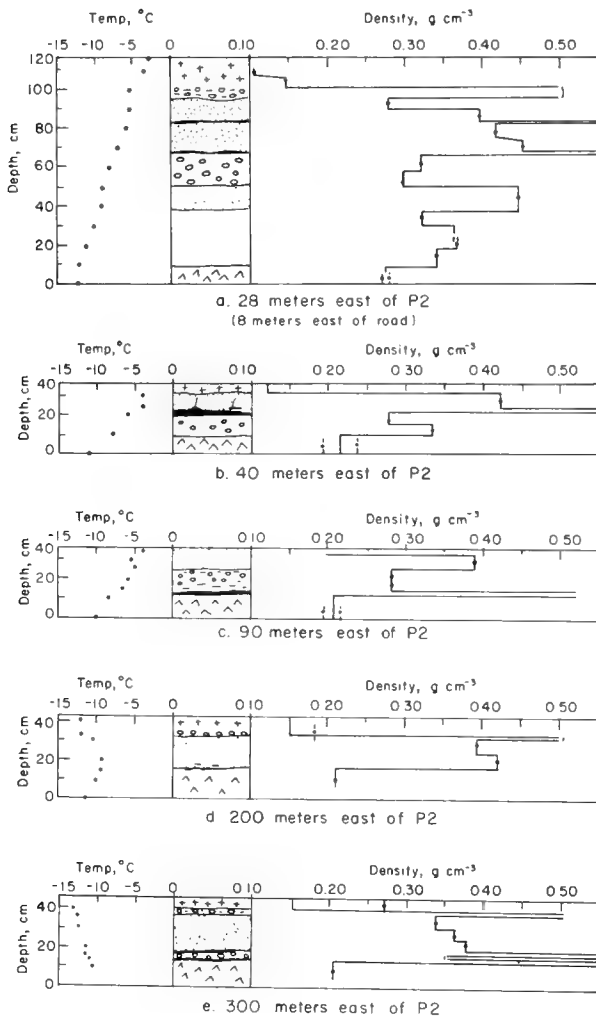 Temp, °C Density, g cm⁻³
-15 -10 -5 0 0.10 0.20 0.30 0.40 0.50
120
100
80
60
40
20
0
Depth, cm
a. 28 meters east of P2
(8 meters east of road)
Temp, °C Density, g cm⁻³
-15 -10 -5 0 0.10 0.20 0.30 0.40 0.50
40
20
0
Depth, cm
b. 40 meters east of P2
Temp, °C Density, g cm⁻³
-15 -10 -5 0 0.10 0.20 0.30 0.40 0.50
40
20
0
Depth, cm
c. 90 meters east of P2
Temp, °C Density, g cm⁻³
-15 -10 -5 0 0.10 0.20 0.30 0.40 0.50
40
20
0
Depth, cm
d 200 meters east of P2
Temp, °C Density, g cm⁻³
-15 -10 -5 0 0.10 0.20 0.30 0.40 0.50
40
20
0
Depth, cm
e. 300 meters east of P2